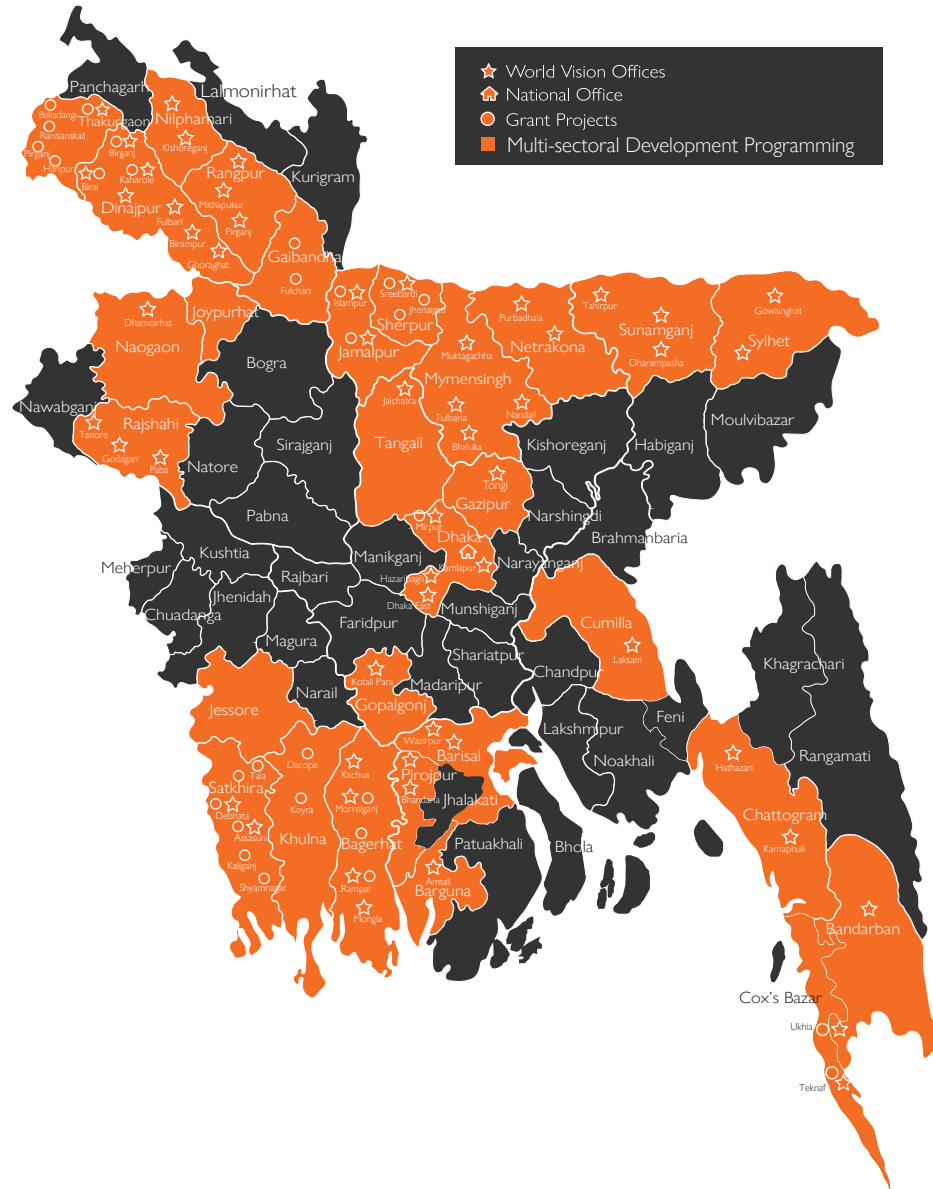 World Vision Offices
National Office
Grant Projects
Multi-sectoral Development Programming
Panchagarh
Lalmonirhat
Baliadangi
Thakurgaon
Nilphamari
Ranisanskail
Kishoreganj
Pirganj
Birganj
Haripur
Biral
Kaharole
Rangpur
Kurigram
Mithapukur
Dinajpur
Fulbari
Pirganj
Birampur
Ghoraghat
Gaibandha
Fulchari
Islampur
Sreebardi
Jhenaigati
Sherpur
Jamalpur
Joypurhat
Dhamoirhat
Naogaon
Bogra
Purbadhala
Netrakona
Tahirpur
Sunamganj
Dharampasha
Gowainghat
Sylhet
Muktagachha
Mymensingh
Jalchatra
Fulbaria
Nandail
Bhaluka
Tangail
Nawabganj
Rajshahi
Tanore
Godagari
Paba
Natore
Sirajganj
Kishoreganj
Habiganj
Moulvibazar
Tongi
Gazipur
Pabna
Narshingdi
Brahmanbaria
Mirpur
Dhaka
Kamlapur
Hazaribagh
Dhaka East
Manikganj
Narayanganj
Kushtia
Meherpur
Rajbari
Jhenidah
Chuadanga
Faridpur
Munshiganj
Magura
Cumilla
Laksam
Shariatpur
Chandpur
Kotali Para
Gopalgonj
Madaripur
Narail
Jessore
Khagrachari
Rangamati
Feni
Lakshmpur
Noakhali
Wazirpur
Barisal
Pirojpur
Bhandaria
Jhalakati
Dacope
Kachua
Tala
Satkhira
Debhata
Assasuni
Kaliganj
Shyamnagar
Koyra
Khulna
Morrelganj
Bagerhat
Rampal
Mongla
Amtali
Barguna
Patuakhali
Bhola
Hathazari
Chattogram
Karnaphuli
Bandarban
Cox's Bazar
Ukhia
Teknaf